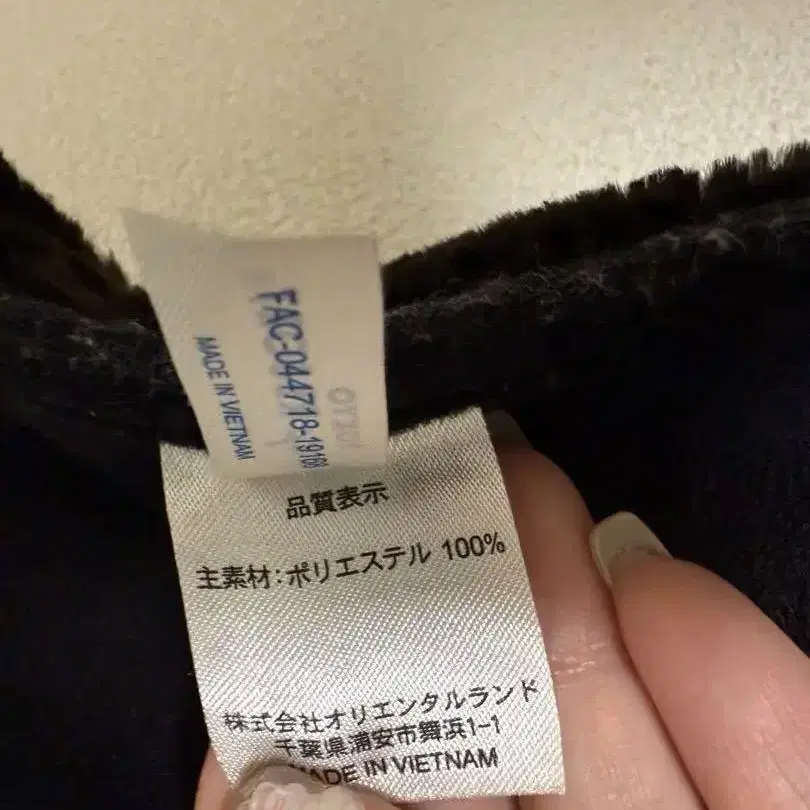 FAC-044718-19168
MADE IN VIETNAM
品質表示
主素材:ポリエステル 100%
株式会社オリエンタルランド
千葉県浦安市舞浜1-1
MADE IN VIETNAM